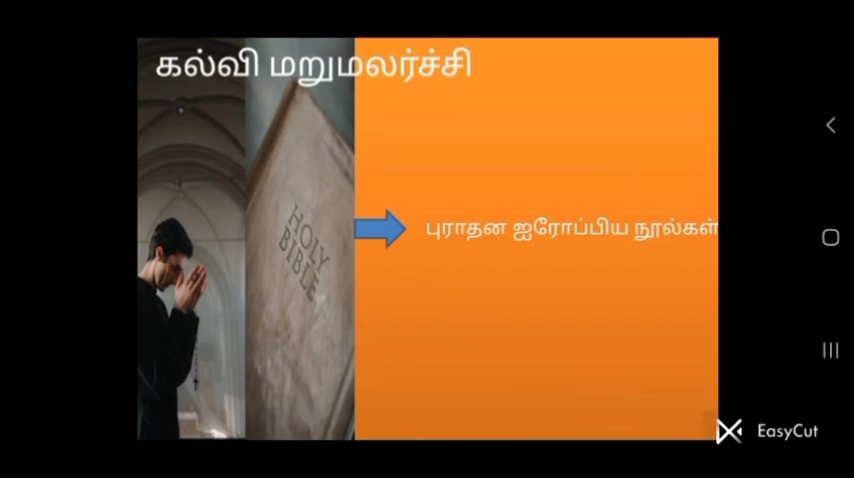 கல்வி மறுமலர்ச்சி
HOLY
BIBLE
புராதன ஐரோப்பிய நூல்கள்
EasyCut